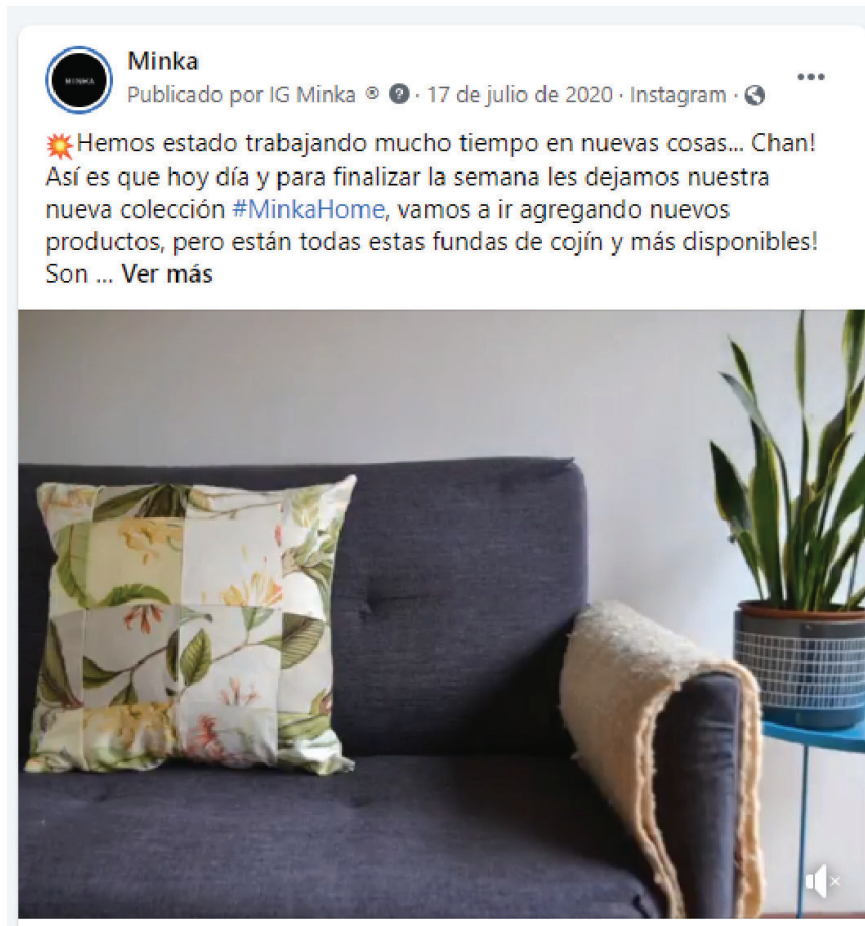 Minka
MINKA
Publicado por IG Minka ® · 17 de julio de 2020 · Instagram ·
💥Hemos estado trabajando mucho tiempo en nuevas cosas... Chan!
Así es que hoy día y para finalizar la semana les dejamos nuestra
nueva colección #MinkaHome, vamos a ir agregando nuevos
productos, pero están todas estas fundas de cojín y más disponibles!
Son ... Ver más